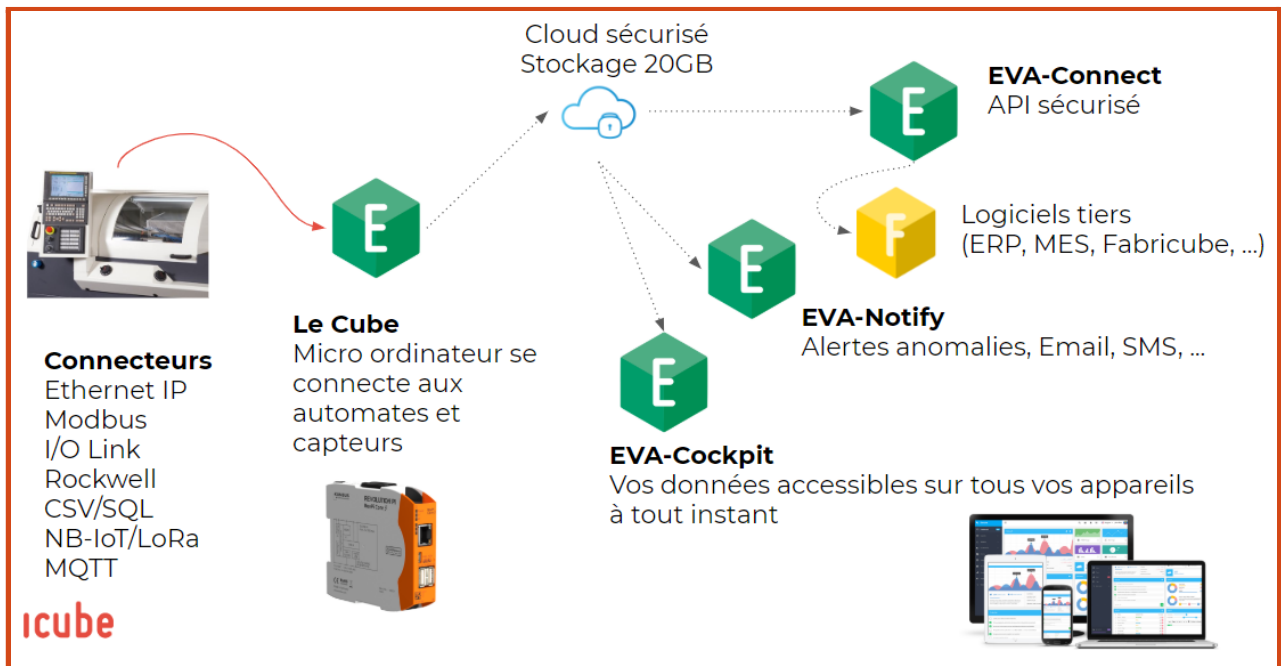 Cloud sécurisé
Stockage 20GB
E
EVA-Connect
API sécurisé
E
F
Logiciels tiers
(ERP, MES, Fabricube, ...)
E
EVA-Notify
Alertes anomalies, Email, SMS, ...
Le Cube
Micro ordinateur se
connecte aux
automates et
capteurs
E
EVA-Cockpit
Vos données accessibles sur tous vos appareils
à tout instant
Connecteurs
Ethernet IP
Modbus
I/O Link
Rockwell
CSV/SQL
NB-IoT/LoRa
MQTT
icube